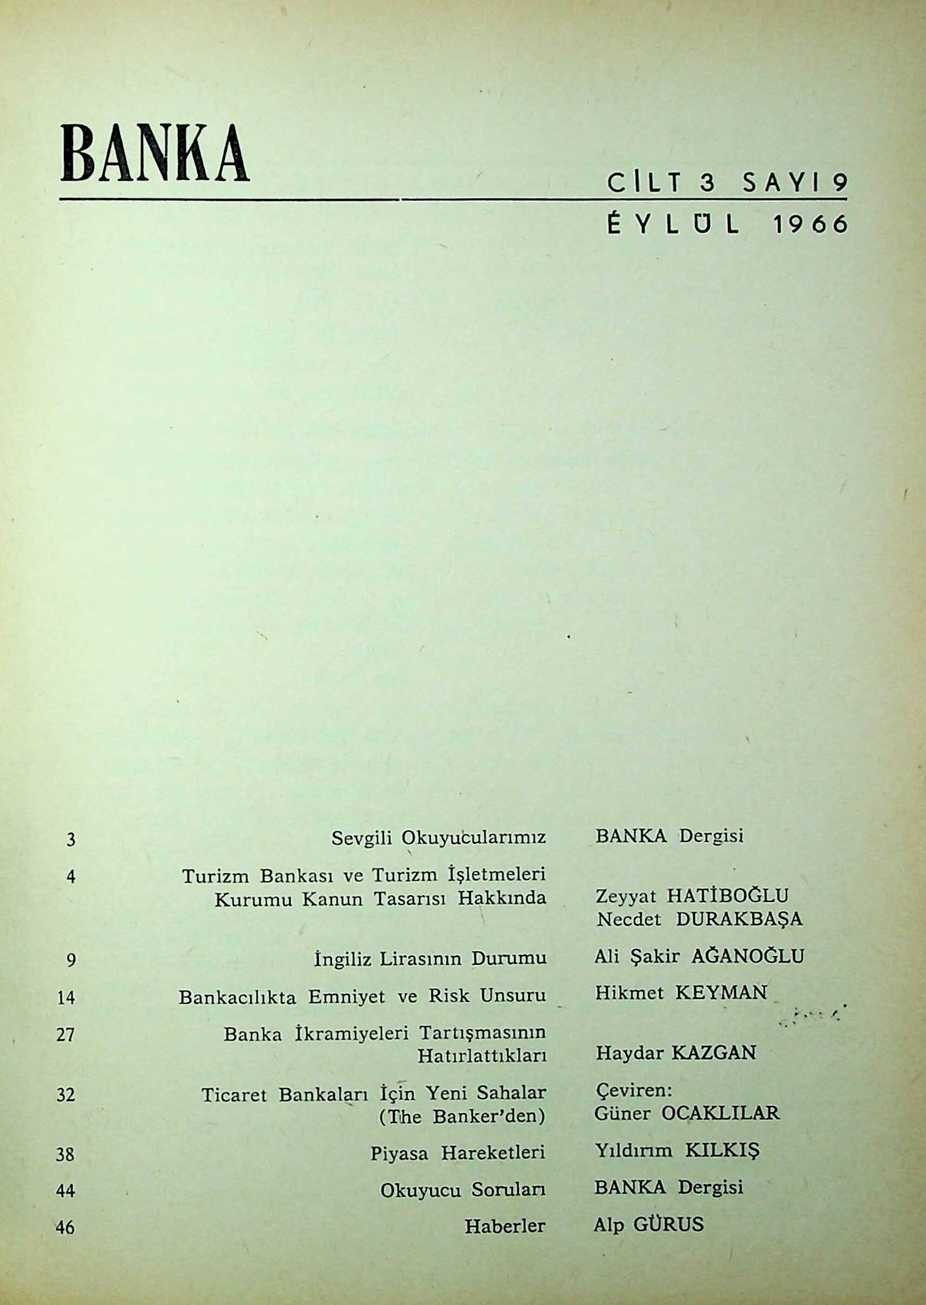 BANKA
CİLT 3 SAYI 9
ÉYLÜL 1966
3 Sevgili Okuyucularımız BANKA Dergisi
4 Turizm Bankası ve Turizm İşletmeleri
Kurumu Kanun Tasarısı Hakkında Zeyyat HATİBOĞLU
Necdet DURAKBAŞA
9 İngiliz Lirasının Durumu Ali Şakir AĞANOĞLU
14 Bankacılıkta Emniyet ve Risk Unsuru Hikmet KEYMAN
27 Banka İkramiyeleri Tartışmasının
Hatırlattıkları Haydar KAZGAN
32 Ticaret Bankaları İçin Yeni Sahalar Çeviren:
(The Banker'den) Güner OCAKLILAR
38 Piyasa Hareketleri Yıldırım KILKIŞ
44 Okuyucu Soruları BANKA Dergisi
46 Haberler Alp GÜRUS